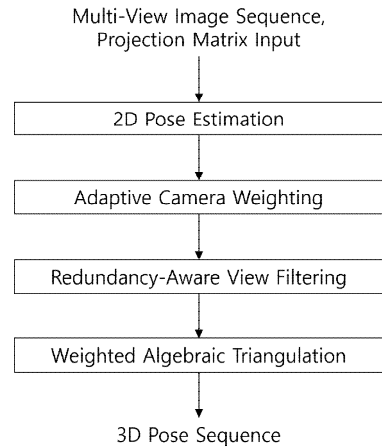 Multi-View Image Sequence,
Projection Matrix Input
2D Pose Estimation
Adaptive Camera Weighting
Redundancy-Aware View Filtering
Weighted Algebraic Triangulation
3D Pose Sequence